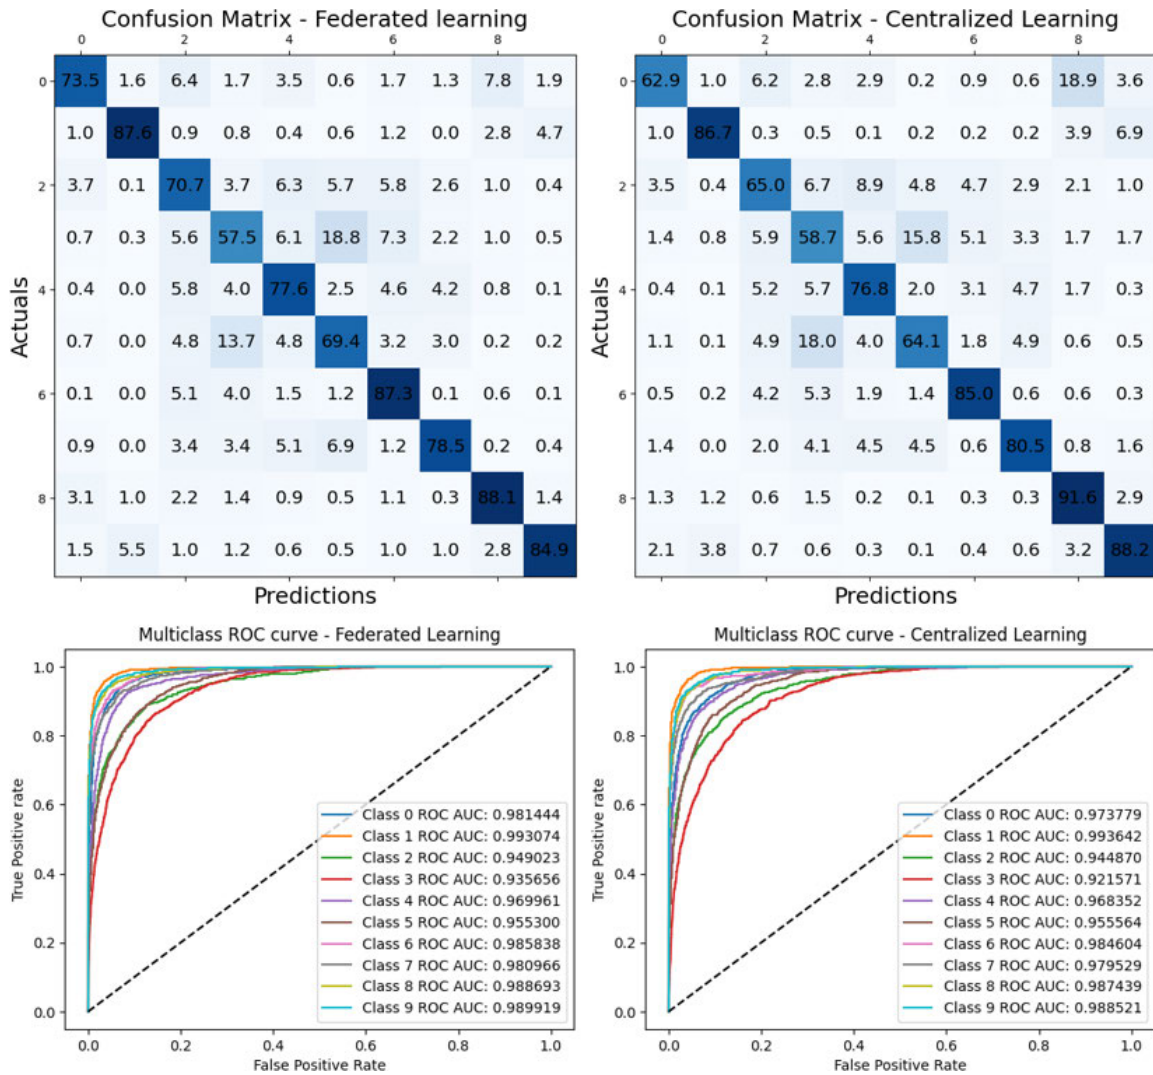 Confusion Matrix - Federated learning
0 2 4 6 8
0 73.5 1.6 6.4 1.7 3.5 0.6 1.7 1.3 7.8 1.9
1.0 87.6 0.9 0.8 0.4 0.6 1.2 0.0 2.8 4.7
2 3.7 0.1 70.7 3.7 6.3 5.7 5.8 2.6 1.0 0.4
0.7 0.3 5.6 57.5 6.1 18.8 7.3 2.2 1.0 0.5
4 0.4 0.0 5.8 4.0 77.6 2.5 4.6 4.2 0.8 0.1
0.7 0.0 4.8 13.7 4.8 69.4 3.2 3.0 0.2 0.2
6 0.1 0.0 5.1 4.0 1.5 1.2 87.3 0.1 0.6 0.1
0.9 0.0 3.4 3.4 5.1 6.9 1.2 78.5 0.2 0.4
8 3.1 1.0 2.2 1.4 0.9 0.5 1.1 0.3 88.1 1.4
1.5 5.5 1.0 1.2 0.6 0.5 1.0 1.0 2.8 84.9
Actuals
Predictions
Confusion Matrix - Centralized Learning
0 2 4 6 8
0 62.9 1.0 6.2 2.8 2.9 0.2 0.9 0.6 18.9 3.6
1.0 86.7 0.3 0.5 0.1 0.2 0.2 0.2 3.9 6.9
2 3.5 0.4 65.0 6.7 8.9 4.8 4.7 2.9 2.1 1.0
1.4 0.8 5.9 58.7 5.6 15.8 5.1 3.3 1.7 1.7
4 0.4 0.1 5.2 5.7 76.8 2.0 3.1 4.7 1.7 0.3
1.1 0.1 4.9 18.0 4.0 64.1 1.8 4.9 0.6 0.5
6 0.5 0.2 4.2 5.3 1.9 1.4 85.0 0.6 0.6 0.3
1.4 0.0 2.0 4.1 4.5 4.5 0.6 80.5 0.8 1.6
8 1.3 1.2 0.6 1.5 0.2 0.1 0.3 0.3 91.6 2.9
2.1 3.8 0.7 0.6 0.3 0.1 0.4 0.6 3.2 88.2
Actuals
Predictions
Multiclass ROC curve - Federated Learning
1.0
0.8
0.6
0.4
0.2
0.0
True Positive rate
Class 0 ROC AUC: 0.981444
Class 1 ROC AUC: 0.993074
Class 2 ROC AUC: 0.949023
Class 3 ROC AUC: 0.935656
Class 4 ROC AUC: 0.969961
Class 5 ROC AUC: 0.955300
Class 6 ROC AUC: 0.985838
Class 7 ROC AUC: 0.980966
Class 8 ROC AUC: 0.988693
Class 9 ROC AUC: 0.989919
0.0 0.2 0.4 0.6 0.8 1.0
False Positive Rate
Multiclass ROC curve - Centralized Learning
1.0
0.8
0.6
0.4
0.2
0.0
True Positive rate
Class 0 ROC AUC: 0.973779
Class 1 ROC AUC: 0.993642
Class 2 ROC AUC: 0.944870
Class 3 ROC AUC: 0.921571
Class 4 ROC AUC: 0.968352
Class 5 ROC AUC: 0.955564
Class 6 ROC AUC: 0.984604
Class 7 ROC AUC: 0.979529
Class 8 ROC AUC: 0.987439
Class 9 ROC AUC: 0.988521
0.0 0.2 0.4 0.6 0.8 1.0
False Positive Rate